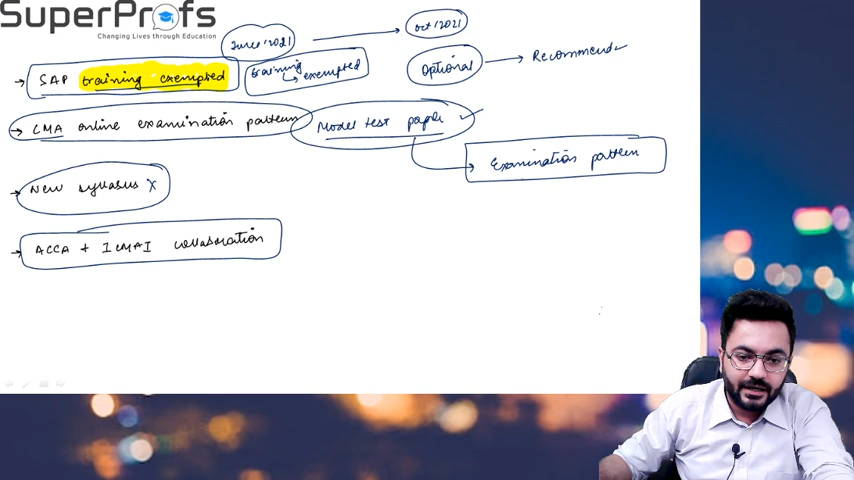 SuperProfs
Changing Lives through Education
June'2021
Oct'2021
SAP training exempted
training
exempted
Optional
Recommend
CMA online examination pattern
Model test paper
Examination pattern
New syllabus X
ACCA + ICMAI collaboration